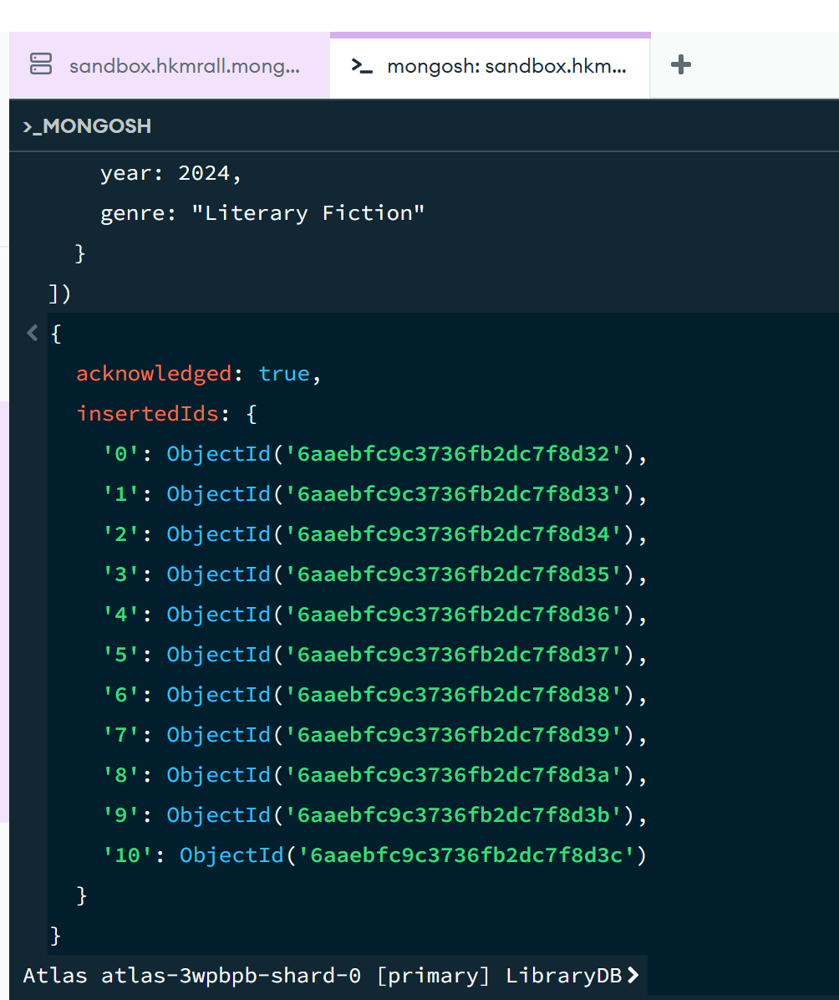 sandbox.hkmrall.mong...
mongosh: sandbox.hkm...
>_MONGOSH
year: 2024,
genre: "Literary Fiction"
}
])
{
acknowledged: true,
insertedIds: {
'0': ObjectId('6aaebfc9c3736fb2dc7f8d32'),
'1': ObjectId('6aaebfc9c3736fb2dc7f8d33'),
'2': ObjectId('6aaebfc9c3736fb2dc7f8d34'),
'3': ObjectId('6aaebfc9c3736fb2dc7f8d35'),
'4': ObjectId('6aaebfc9c3736fb2dc7f8d36'),
'5': ObjectId('6aaebfc9c3736fb2dc7f8d37'),
'6': ObjectId('6aaebfc9c3736fb2dc7f8d38'),
'7': ObjectId('6aaebfc9c3736fb2dc7f8d39'),
'8': ObjectId('6aaebfc9c3736fb2dc7f8d3a'),
'9': ObjectId('6aaebfc9c3736fb2dc7f8d3b'),
'10': ObjectId('6aaebfc9c3736fb2dc7f8d3c')
}
}
Atlas atlas-3wpbpb-shard-0 [primary] LibraryDB>